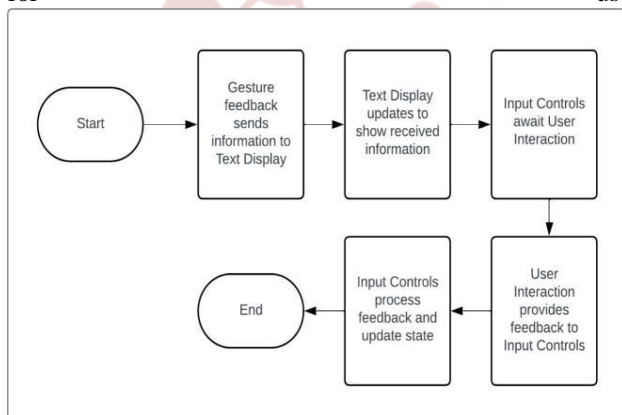 Start
Gesture
feedback
sends
information to
Text Display
Text Display
updates to
show received
information
Input Controls
await User
Interaction
User
Interaction
provides
feedback to
Input Controls
Input Controls
process
feedback and
update state
End